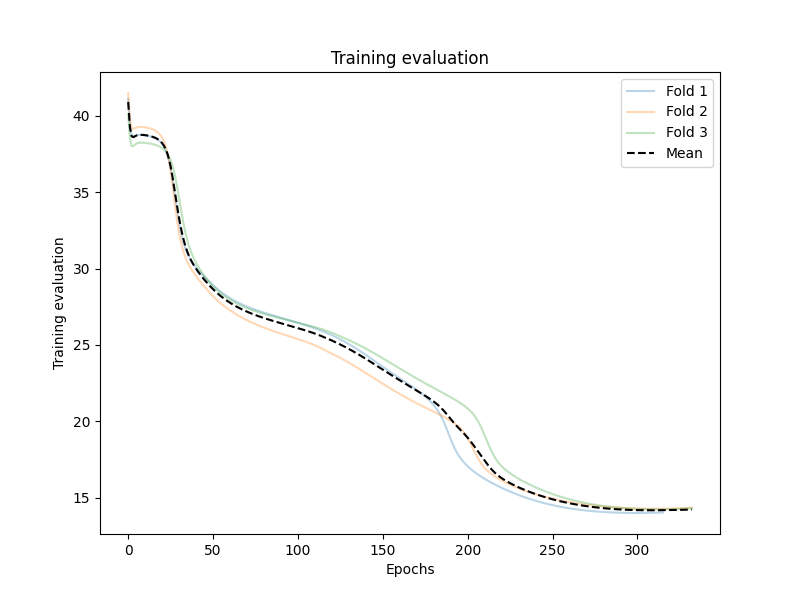 Training evaluation
Fold 1
Fold 2
Fold 3
Mean
Training evaluation
40
35
30
25
20
15
0 50 100 150 200 250 300
Epochs